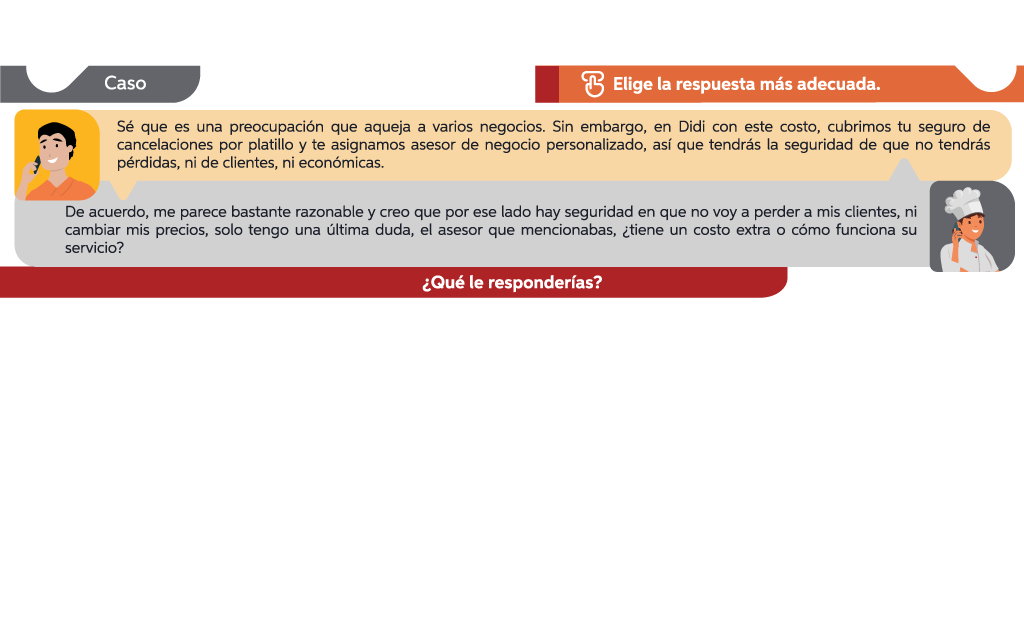 Caso
Elige la respuesta más adecuada.
Sé que es una preocupación que aqueja a varios negocios. Sin embargo, en Didi con este costo, cubrimos tu seguro de
cancelaciones por platillo y te asignamos asesor de negocio personalizado, así que tendrás la seguridad de que no tendrás
pérdidas, ni de clientes, ni económicas.
De acuerdo, me parece bastante razonable y creo que por ese lado hay seguridad en que no voy a perder a mis clientes, ni
cambiar mis precios, solo tengo una última duda, el asesor que mencionabas, ¿tiene un costo extra o cómo funciona su
servicio?
¿Qué le responderías?